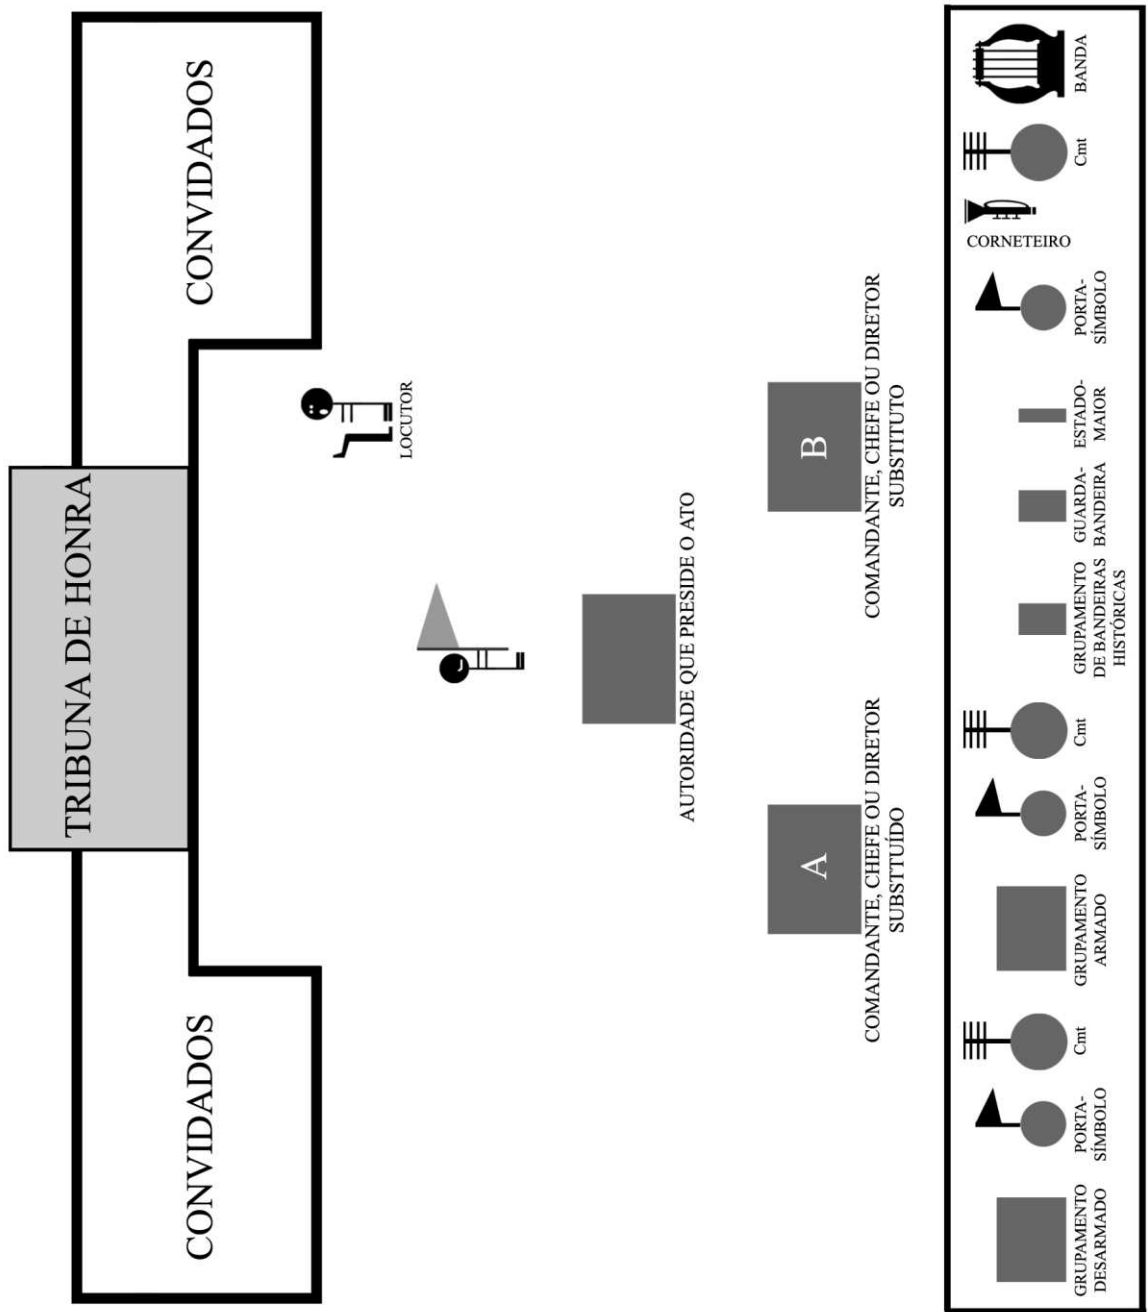 TRIBUNA DE HONRA
CONVIDADOS
CONVIDADOS
LOCUTOR
AUTORIDADE QUE PRESIDE O ATO
A
COMANDANTE, CHEFE OU DIRETOR
SUBSTTUÍDO
B
COMANDANTE, CHEFE OU DIRETOR
SUBSTITUTO
GRUPAMENTO
DESARMADO
PORTA-
SÍMBOLO
Cmt
GRUPAMENTO
ARMADO
PORTA-
SÍMBOLO
Cmt
GRUPAMENTO
DE BANDEIRAS
HISTÓRICAS
GUARDA-
BANDEIRA
ESTADO-
MAIOR
PORTA-
SÍMBOLO
CORNETEIRO
Cmt
BANDA